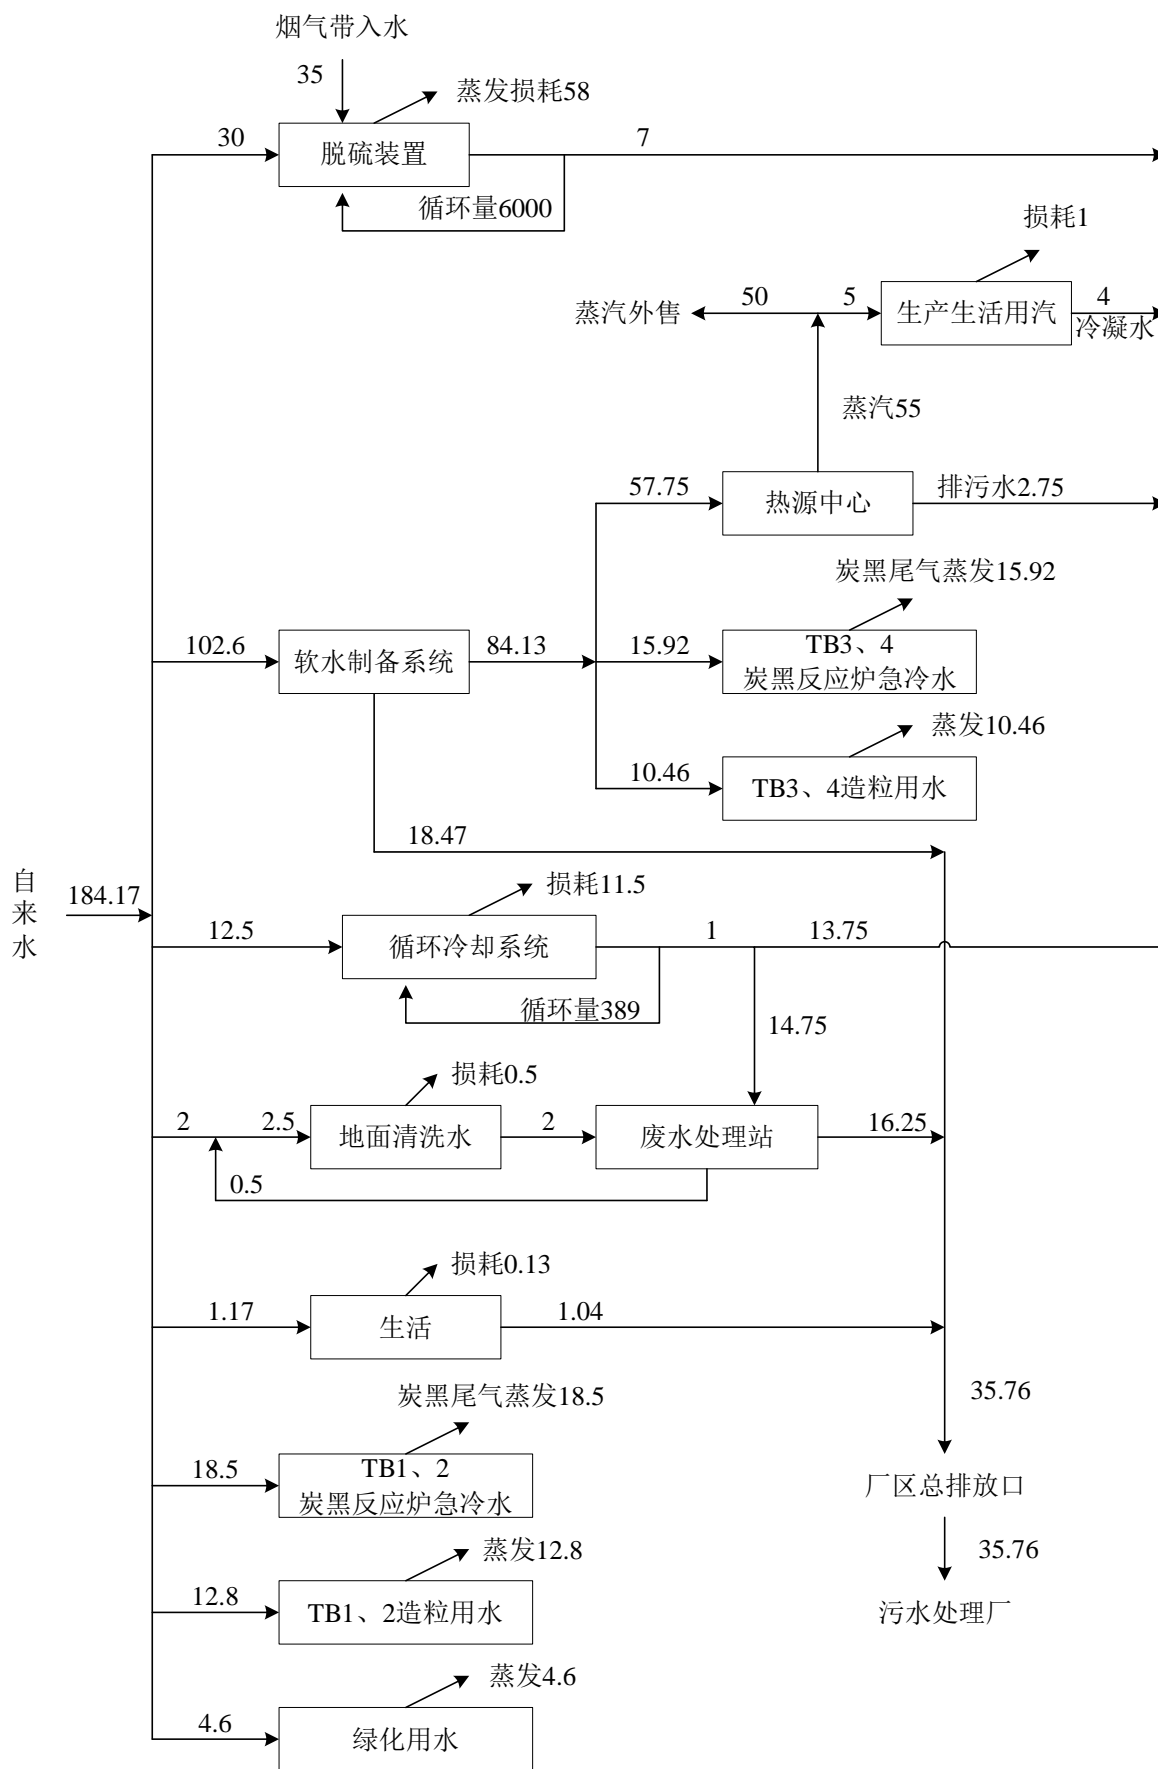 烟气带入水
35
蒸发损耗58
30
脱硫装置
7
循环量6000
损耗1
蒸汽外售
50
5
生产生活用汽
4
冷凝水
蒸汽55
57.75
热源中心
排污水2.75
炭黑尾气蒸发15.92
102.6
软水制备系统
84.13
15.92
TB3、4
炭黑反应炉急冷水
蒸发10.46
10.46
TB3、4造粒用水
18.47
自
来
水
184.17
损耗11.5
12.5
循环冷却系统
1
13.75
循环量389
14.75
损耗0.5
2
2.5
地面清洗水
2
废水处理站
16.25
0.5
损耗0.13
1.17
生活
1.04
35.76
炭黑尾气蒸发18.5
18.5
TB1、2
炭黑反应炉急冷水
厂区总排放口
35.76
蒸发12.8
12.8
TB1、2造粒用水
污水处理厂
蒸发4.6
4.6
绿化用水